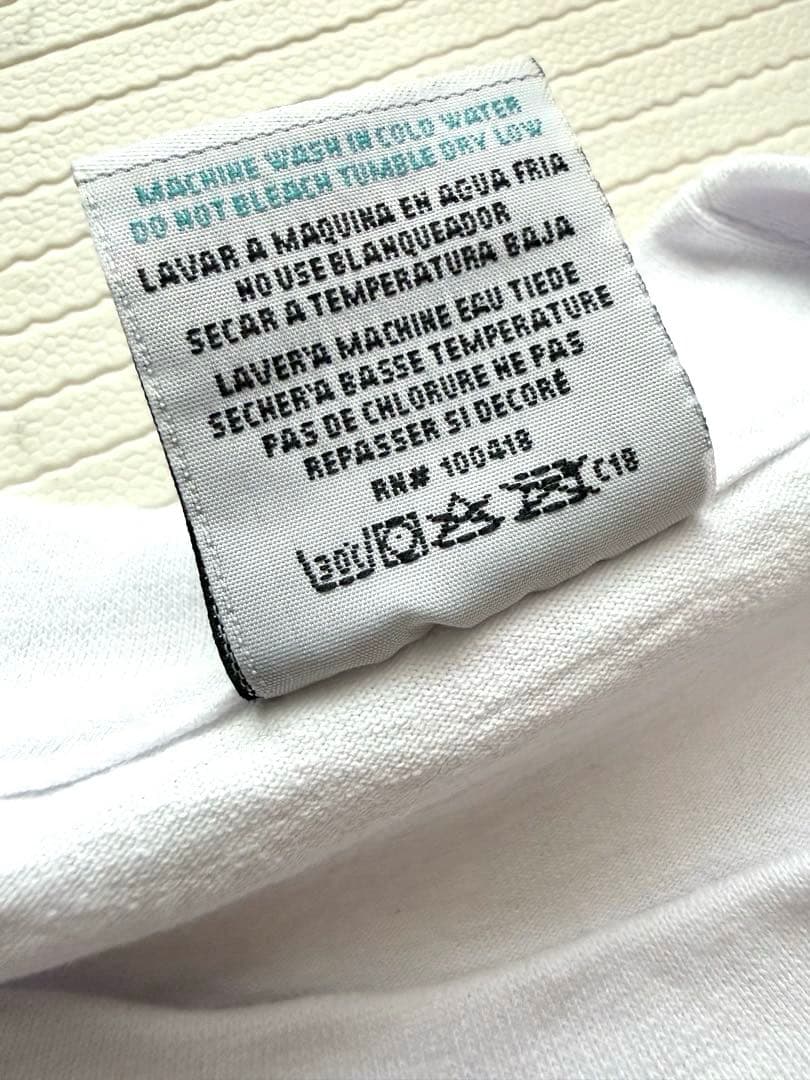 MACHINE WASH IN COLD WATER
DO NOT BLEACH TUMBLE DRY LOW
LAVAR A MAQUINA EN AGUA FRIA
NO USE BLANQUEADOR
SECAR A TEMPERATURA BAJA
LAVER'A MACHINE EAU TIEDE
SECHER'A BASSE TEMPERATURE
PAS DE CHLORURE NE PAS
REPASSER SI DECORÉ
RN# 100418
30°C C18